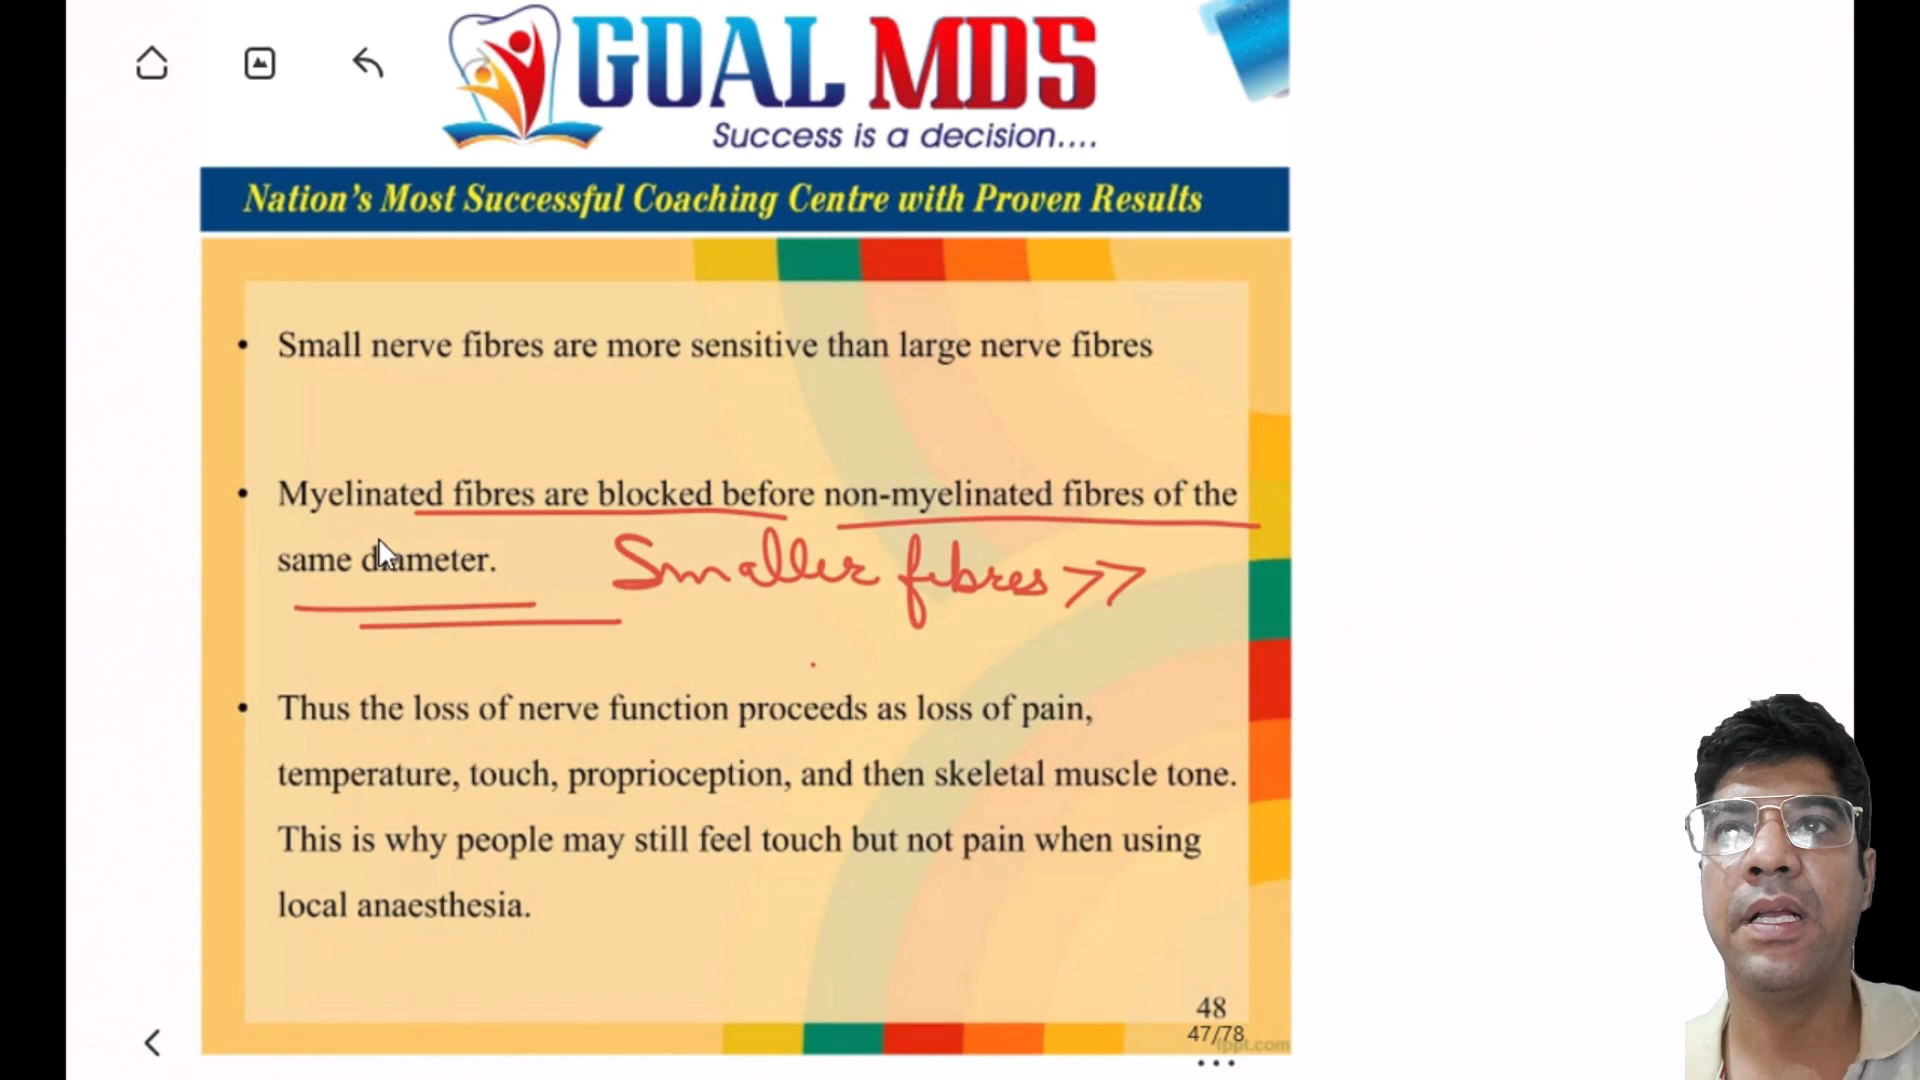 GOAL MDS
Success is a decision....
Nation's Most Successful Coaching Centre with Proven Results
• Small nerve fibres are more sensitive than large nerve fibres
• Myelinated fibres are blocked before non-myelinated fibres of the
same diameter.
Smaller fibres >>
• Thus the loss of nerve function proceeds as loss of pain,
temperature, touch, proprioception, and then skeletal muscle tone.
This is why people may still feel touch but not pain when using
local anaesthesia.
48
47/78
fppt.com